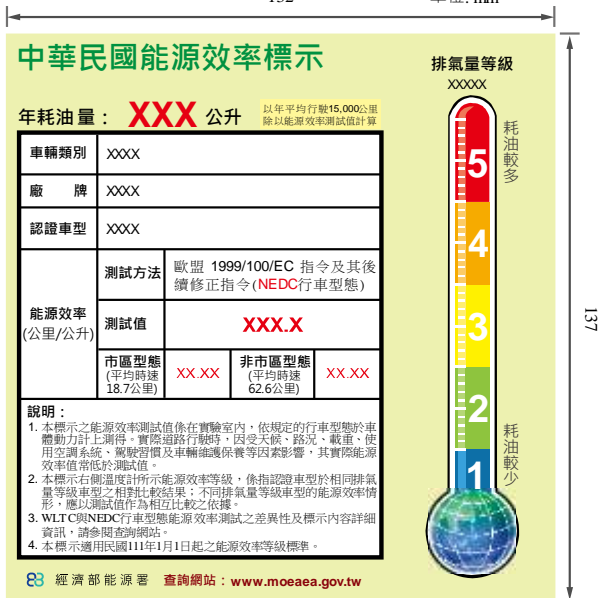 單位: mm
中華民國能源效率標示
排氣量等級
XXXXX
年耗油量： XXX 公升
以年平均行駛15,000公里
除以能源效率測試值計算
車輛類別 XXXX
廠 牌 XXXX
認證車型 XXXX
能源效率
(公里/公升)
測試方法
歐盟 1999/100/EC 指令及其後
續修正指令(NEDC行車型態)
測試值 XXX.X
市區型態
(平均時速
18.7公里)
XX.XX
非市區型態
(平均時速
62.6公里)
XX.XX
說明：
1. 本標示之能源效率測試值係在實驗室內，依規定的行車型態於車
體動力計上測得。實際道路行駛時，因受天候、路況、載重、使
用空調系統、駕駛習慣及車輛維護保養等因素影響，其實際能源
效率值常低於測試值。
2. 本標示右側溫度計所示能源效率等級，係指認證車型於相同排氣
量等級車型之相對比較結果；不同排氣量等級車型的能源效率情
形，應以測試值作為相互比較之依據。
3. WLTC與NEDC行車型態能源效率測試之差異性及標示內容詳細
資訊，請參閱查詢網站。
4. 本標示適用民國111年1月1日起之能源效率等級標準。
經濟部能源署 查詢網站：www.moeaea.gov.tw
耗油較多
5
4
3
2
1
耗油較少
137